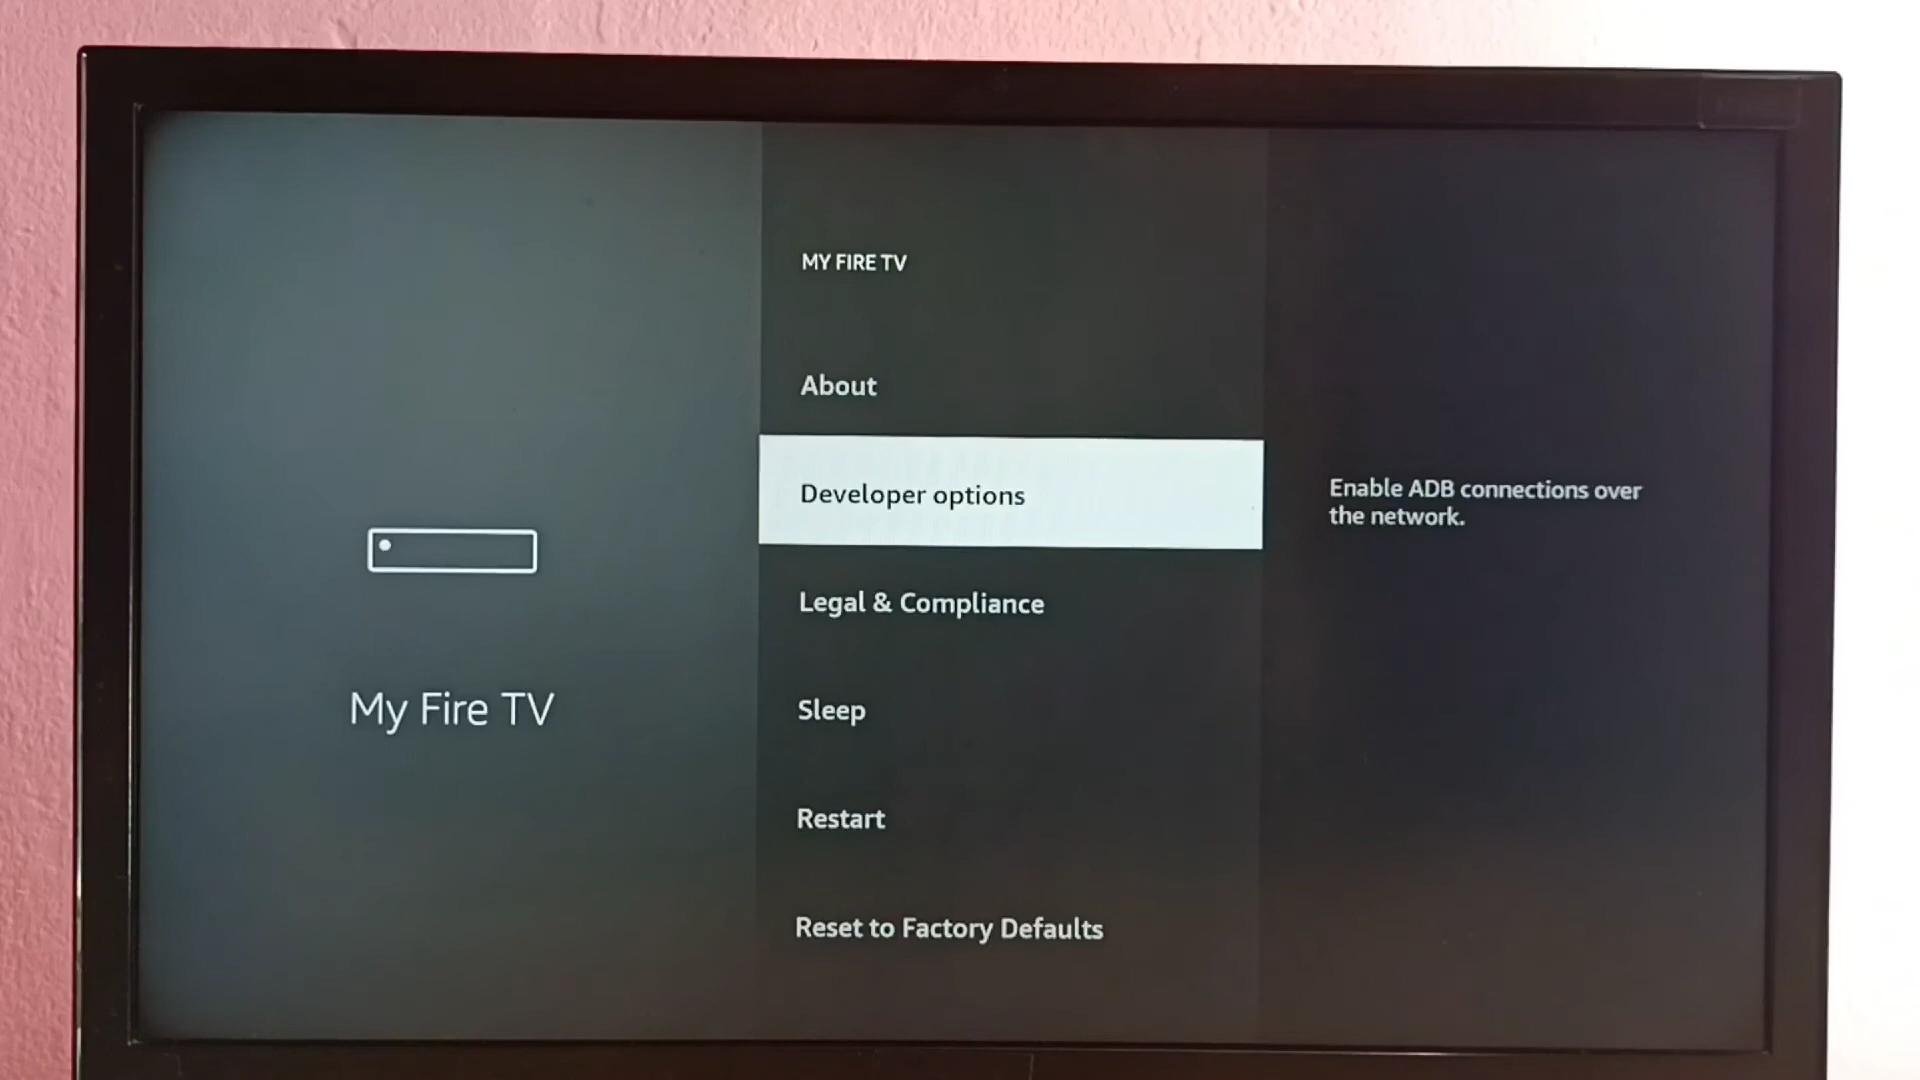 MY FIRE TV
About
Developer options
Enable ADB connections over
the network.
Legal & Compliance
My Fire TV
Sleep
Restart
Reset to Factory Defaults